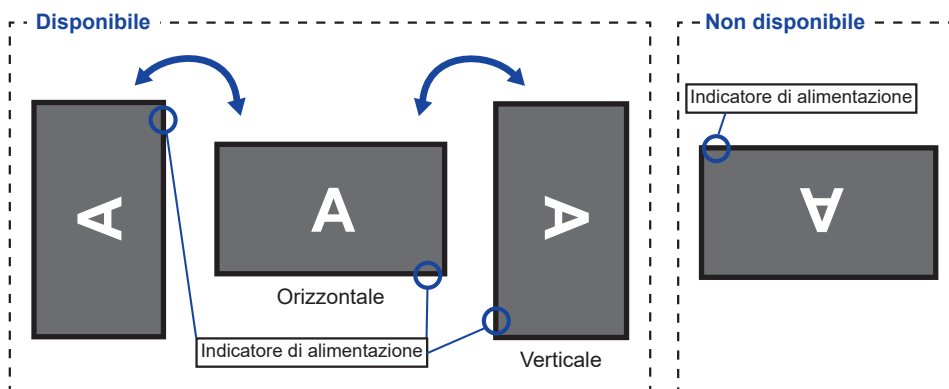 Disponibile
Non disponibile
Indicatore di alimentazione
A
A
A
A
Orizzontale
Indicatore di alimentazione
Verticale